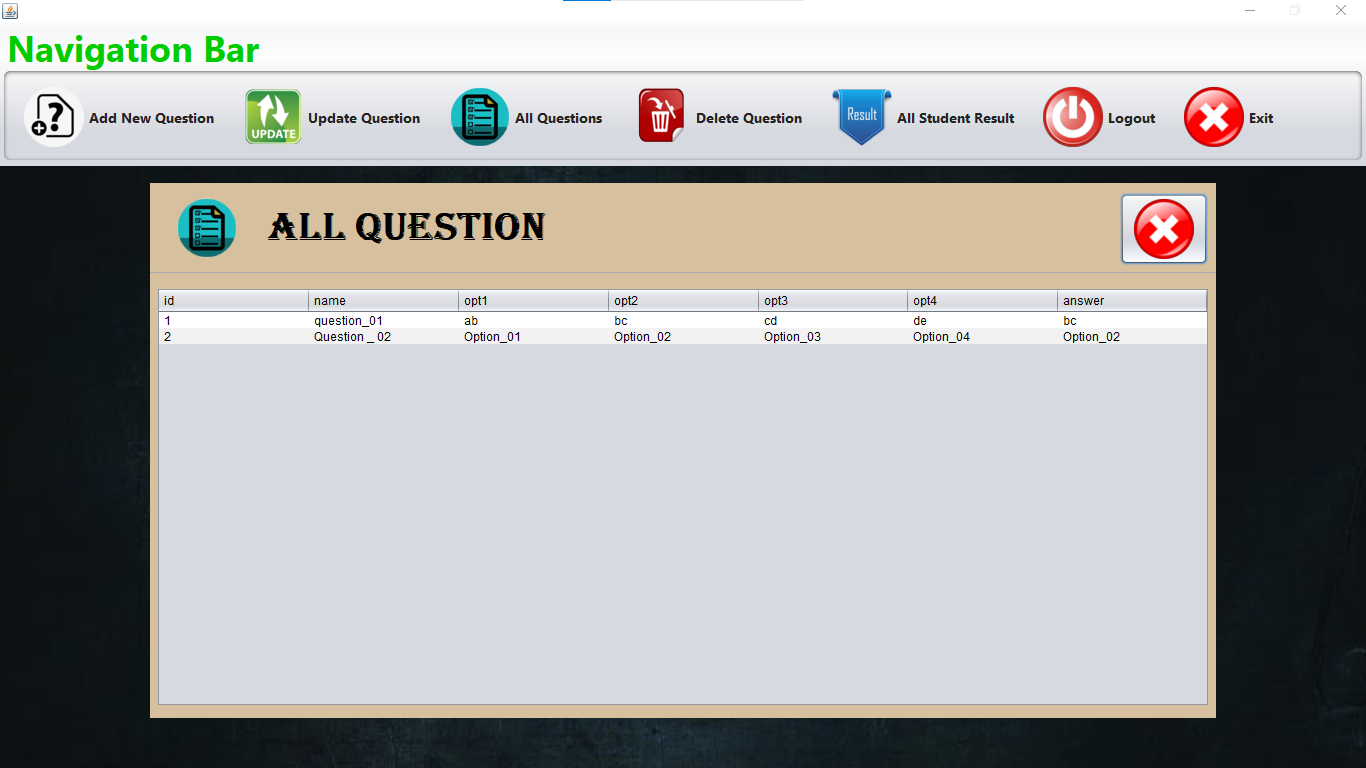 Navigation Bar
Add New Question UPDATE Update Question All Questions Delete Question Result All Student Result Logout Exit
ALL QUESTION
id name opt1 opt2 opt3 opt4 answer
1 question_01 ab bc cd de bc
2 Question _ 02 Option_01 Option_02 Option_03 Option_04 Option_02